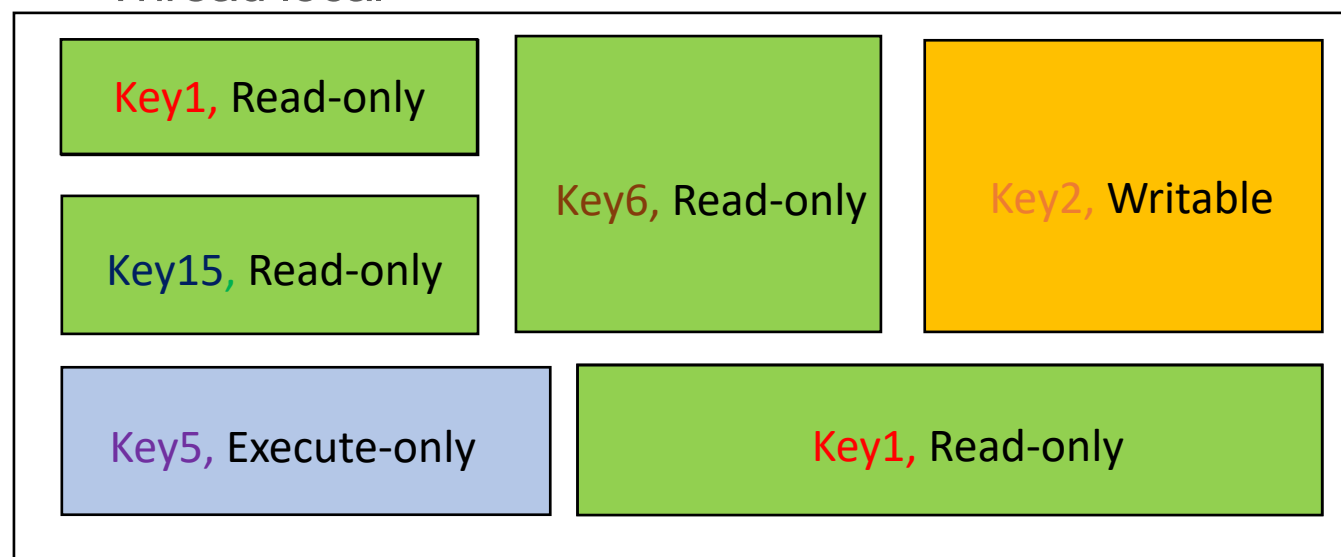 Key1, Read-only
Key6, Read-only
Key2, Writable
Key15, Read-only
Key5, Execute-only
Key1, Read-only